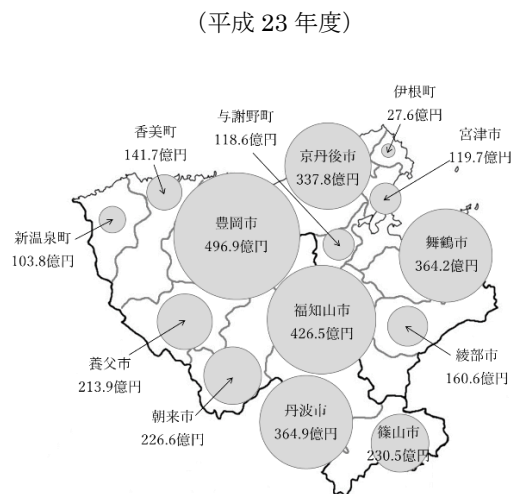 （平成 23 年度）
伊根町
27.6億円
与謝野町
118.6億円
宮津市
119.7億円
香美町
141.7億円
京丹後市
337.8億円
豊岡市
496.9億円
新温泉町
103.8億円
舞鶴市
364.2億円
福知山市
426.5億円
養父市
213.9億円
綾部市
160.6億円
朝来市
226.6億円
丹波市
364.9億円
篠山市
230.5億円